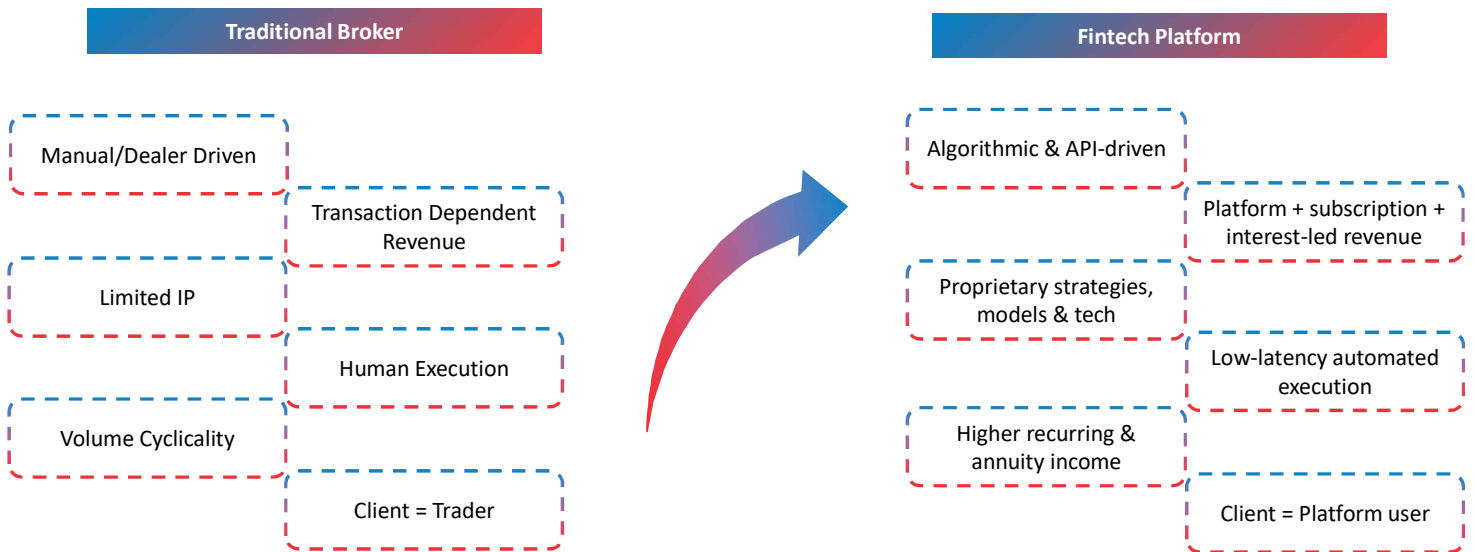 Traditional Broker
Manual/Dealer Driven
Transaction Dependent
Revenue
Limited IP
Human Execution
Volume Cyclicality
Client = Trader
Fintech Platform
Algorithmic & API-driven
Platform + subscription +
interest-led revenue
Proprietary strategies,
models & tech
Low-latency automated
execution
Higher recurring &
annuity income
Client = Platform user